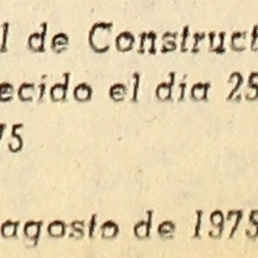 l de Construct
ecido el día 25
75
agosto de 1975